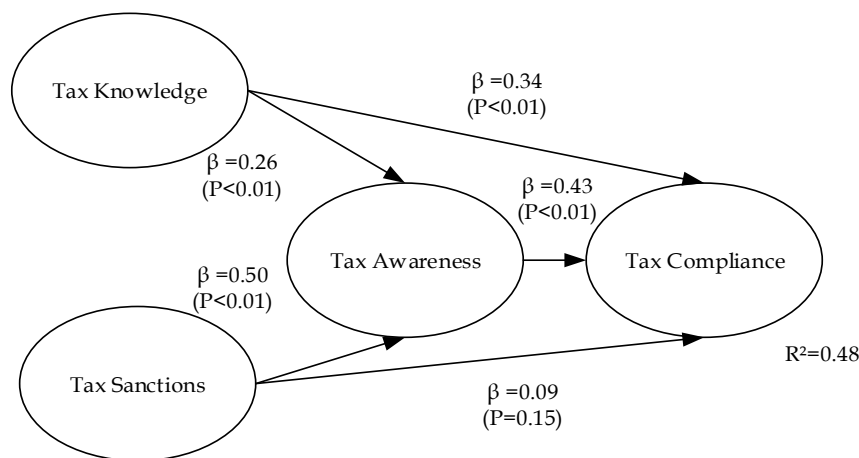 Tax Knowledge
β =0.34
(P<0.01)
β =0.26
(P<0.01)
β =0.43
(P<0.01)
Tax Awareness
Tax Compliance
β =0.50
(P<0.01)
R²=0.48
Tax Sanctions
β =0.09
(P=0.15)